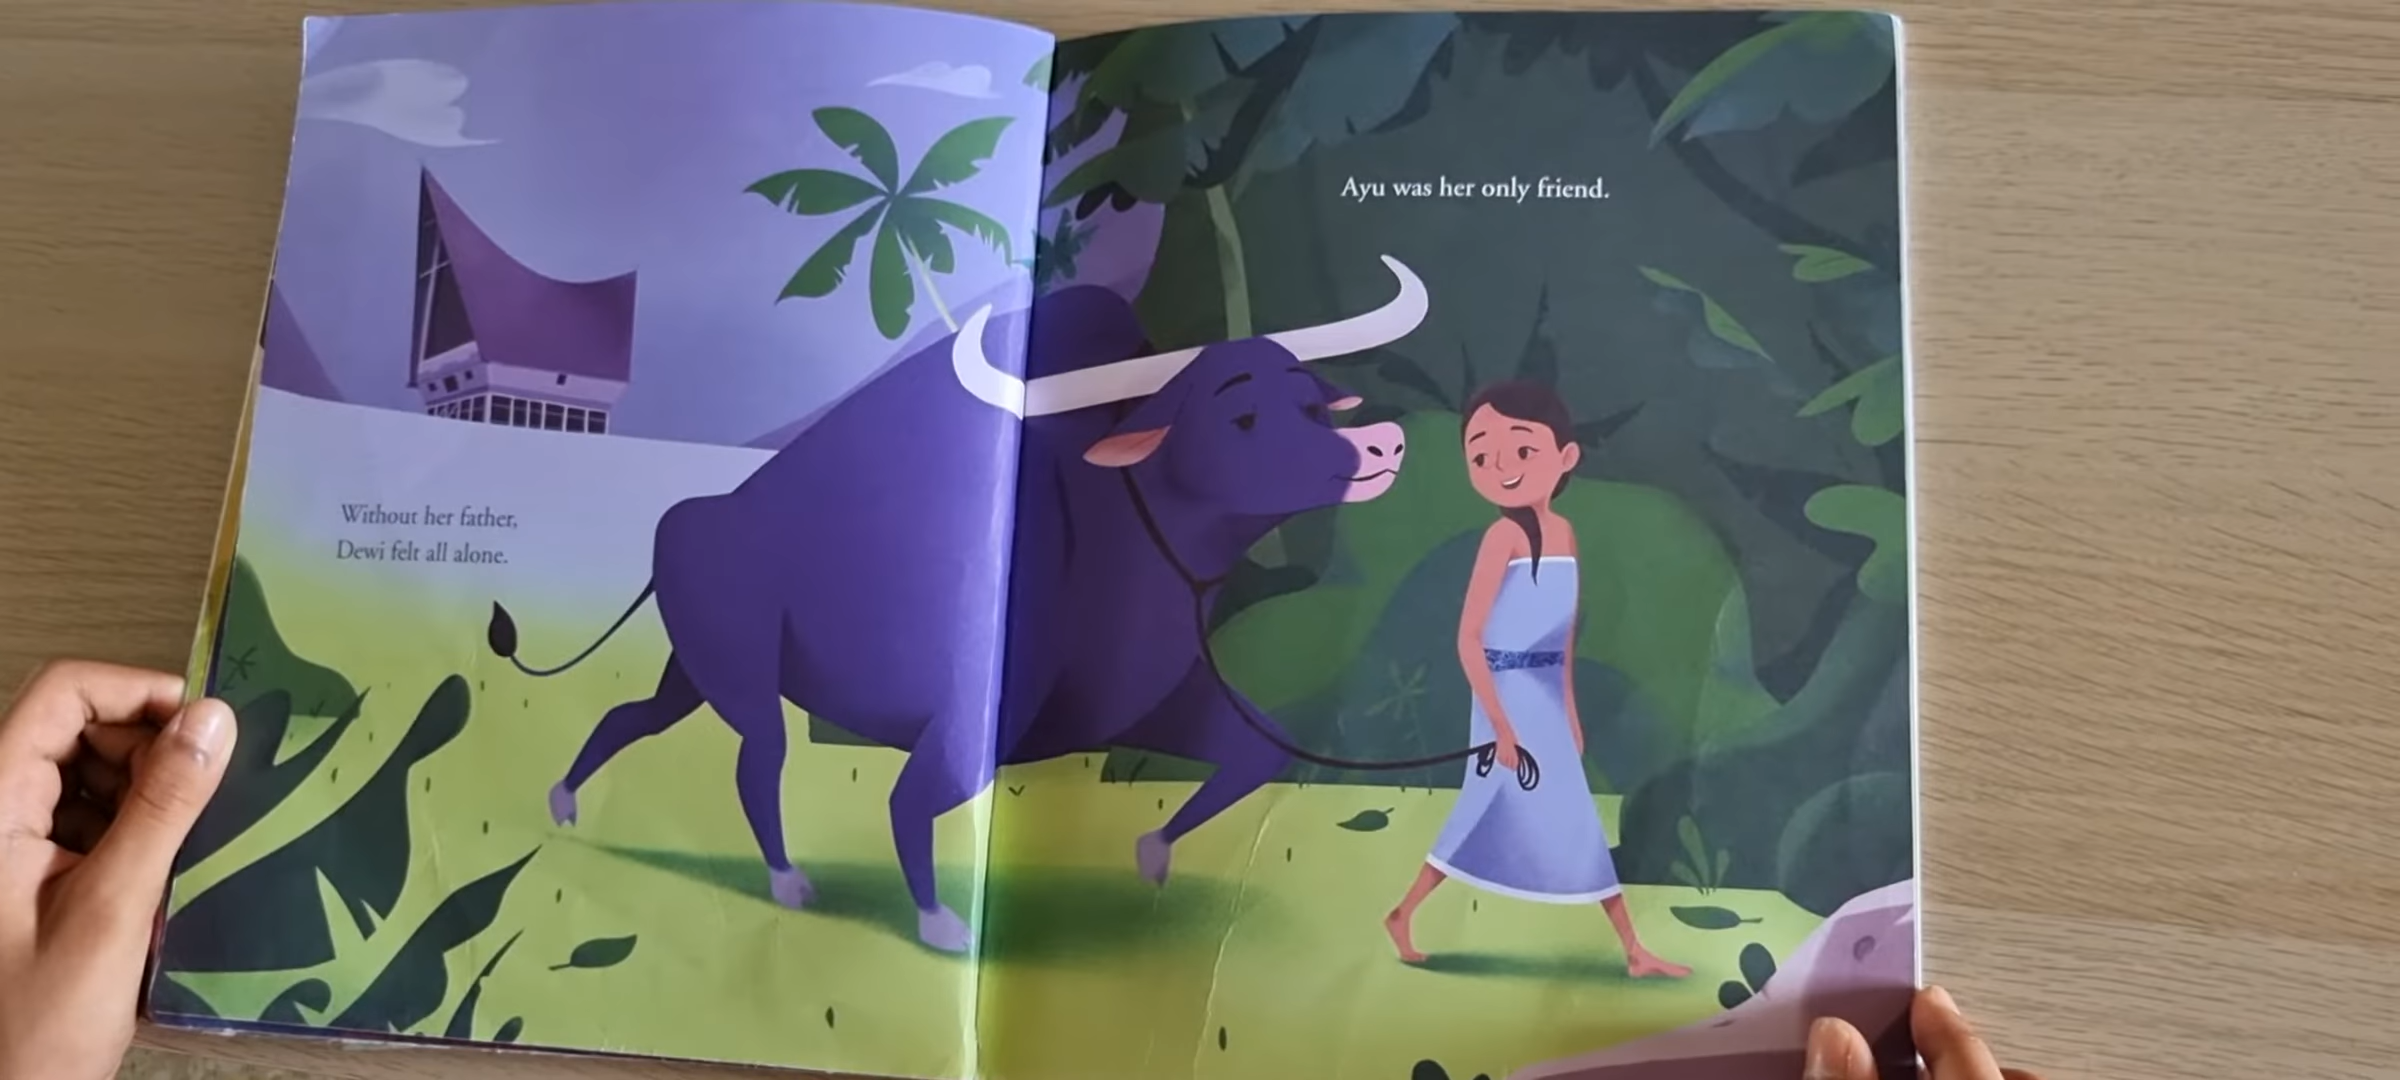 Without her father,
Dewi felt all alone.
Ayu was her only friend.